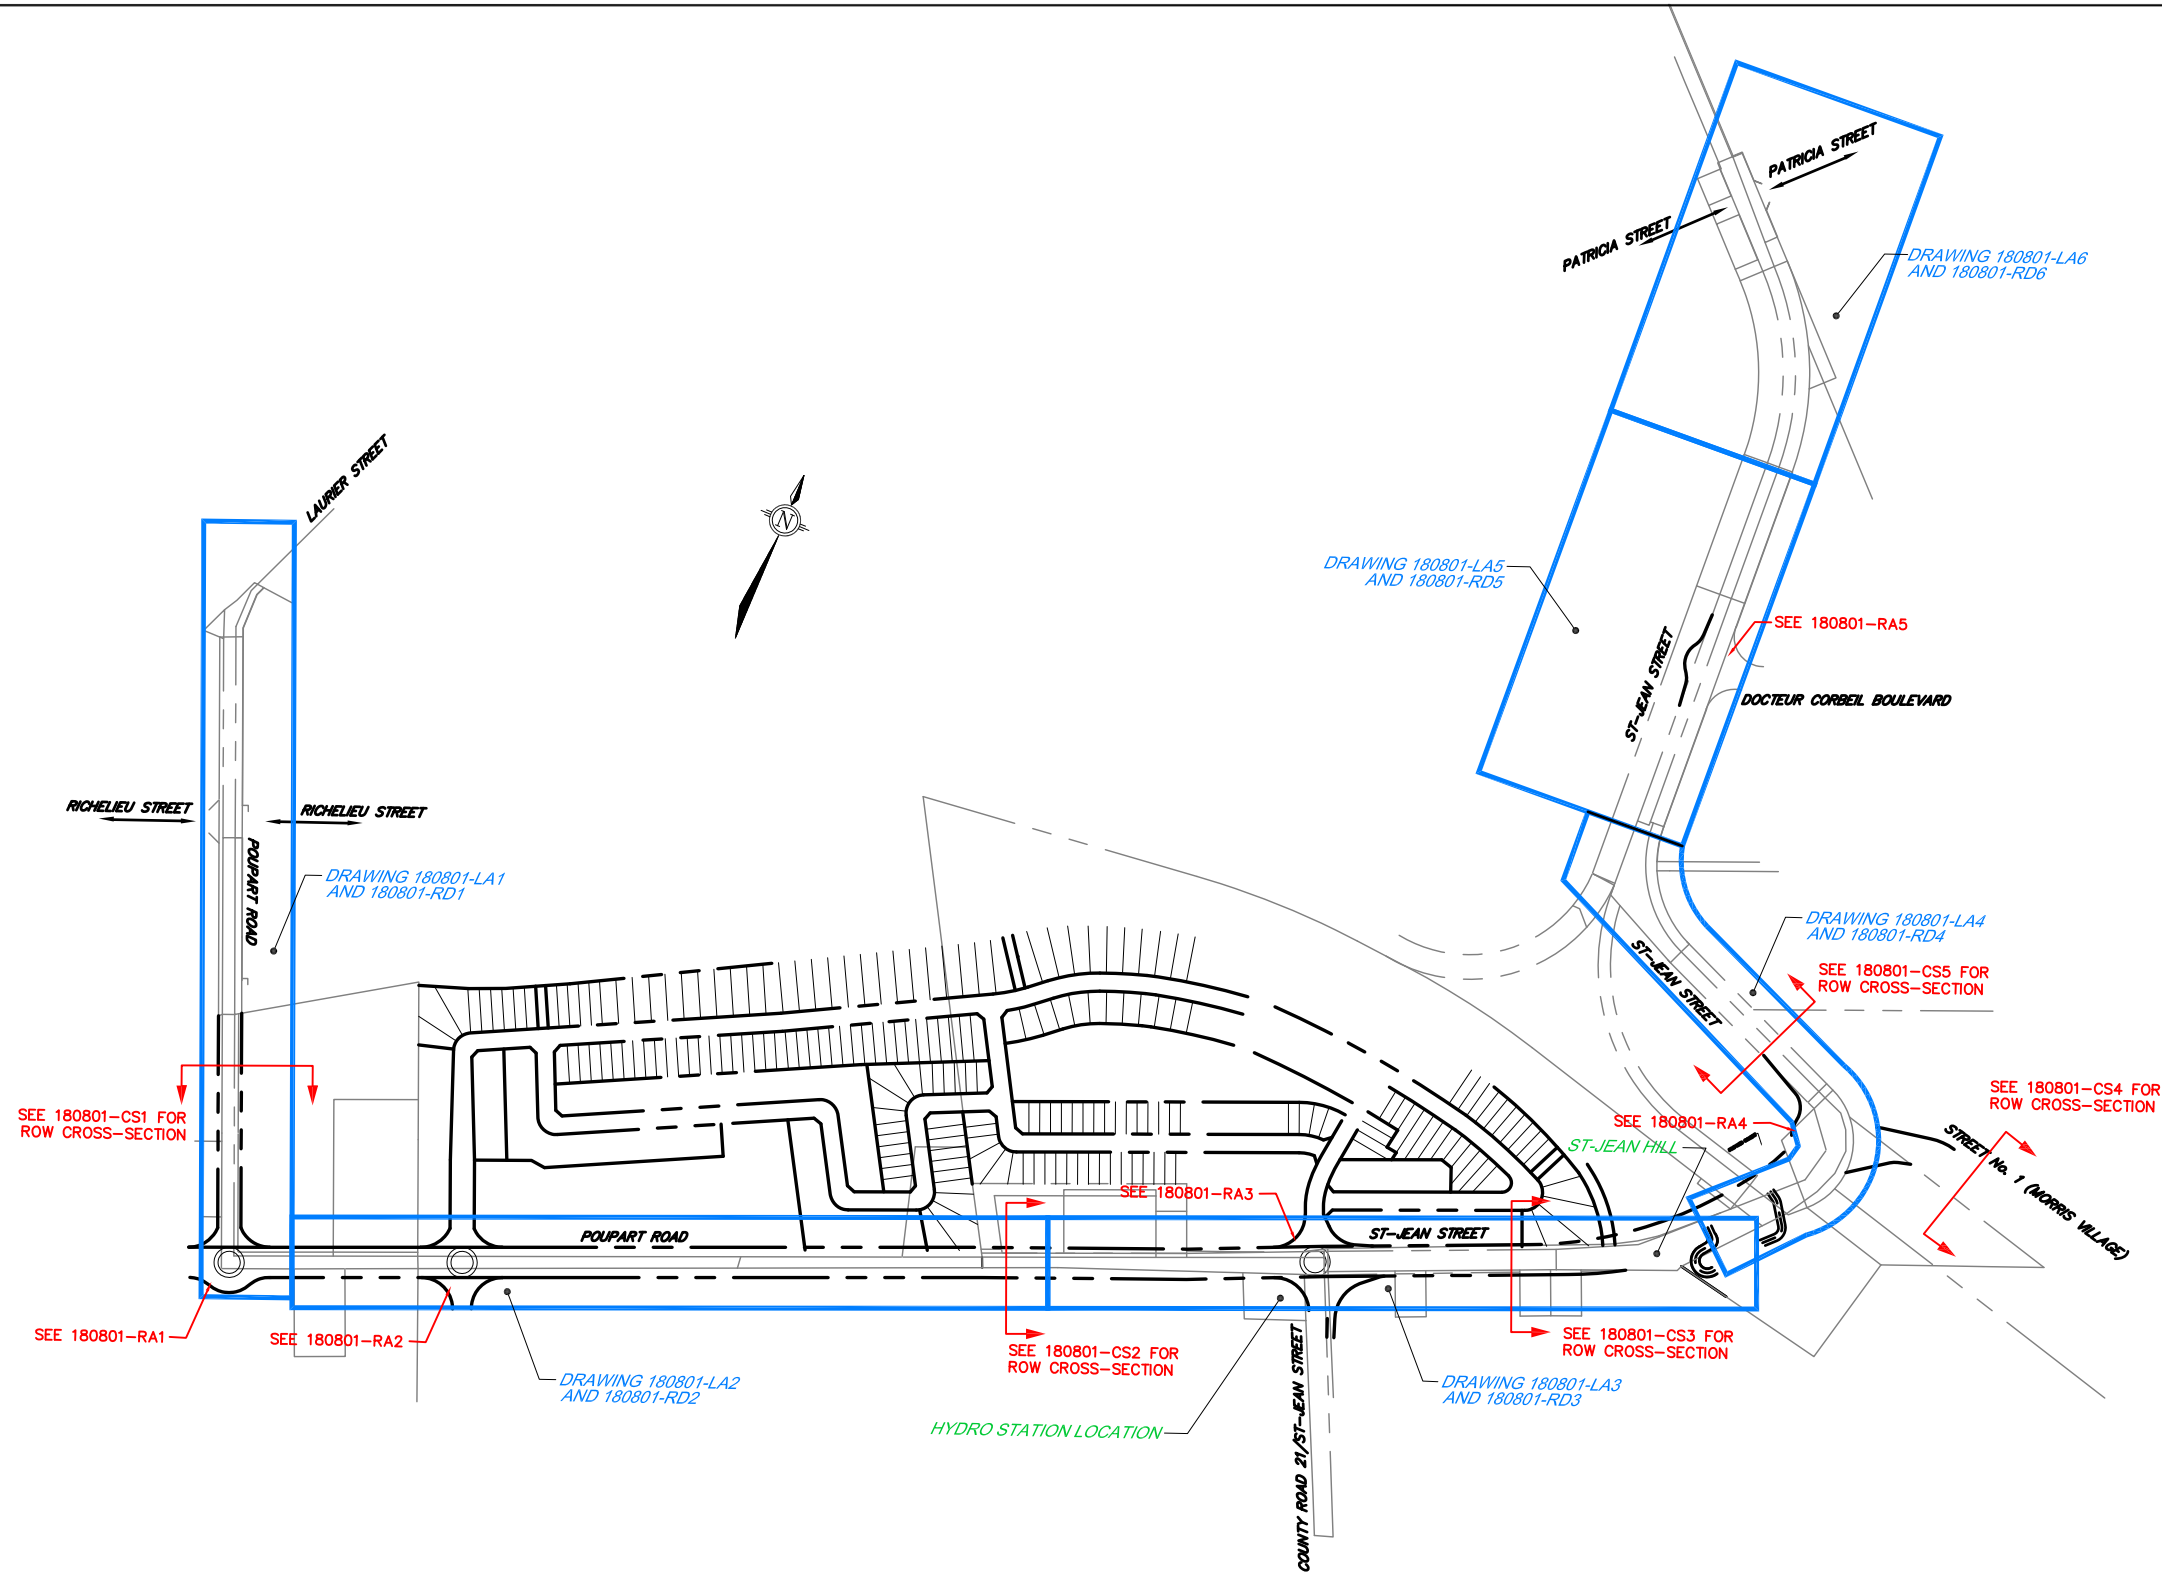 PATRICIA STREET
PATRICIA STREET
DRAWING 180801-LA6
AND 180801-RD6
LAURIER STREET
N
DRAWING 180801-LA5
AND 180801-RD5
SEE 180801-RA5
ST-JEAN STREET
DOCTEUR CORBEIL BOULEVARD
RICHELIEU STREET
RICHELIEU STREET
POUPART ROAD
DRAWING 180801-LA1
AND 180801-RD1
DRAWING 180801-LA4
AND 180801-RD4
ST-JEAN STREET
SEE 180801-CS5 FOR
ROW CROSS-SECTION
SEE 180801-CS1 FOR
ROW CROSS-SECTION
SEE 180801-CS4 FOR
ROW CROSS-SECTION
SEE 180801-RA4
ST-JEAN HILL
STREET No. 1 (MORRIS VILLAGE)
SEE 180801-RA3
POUPART ROAD
ST-JEAN STREET
SEE 180801-RA1
SEE 180801-RA2
SEE 180801-CS2 FOR
ROW CROSS-SECTION
SEE 180801-CS3 FOR
ROW CROSS-SECTION
DRAWING 180801-LA2
AND 180801-RD2
DRAWING 180801-LA3
AND 180801-RD3
HYDRO STATION LOCATION
COUNTY ROAD 21/ST-JEAN STREET